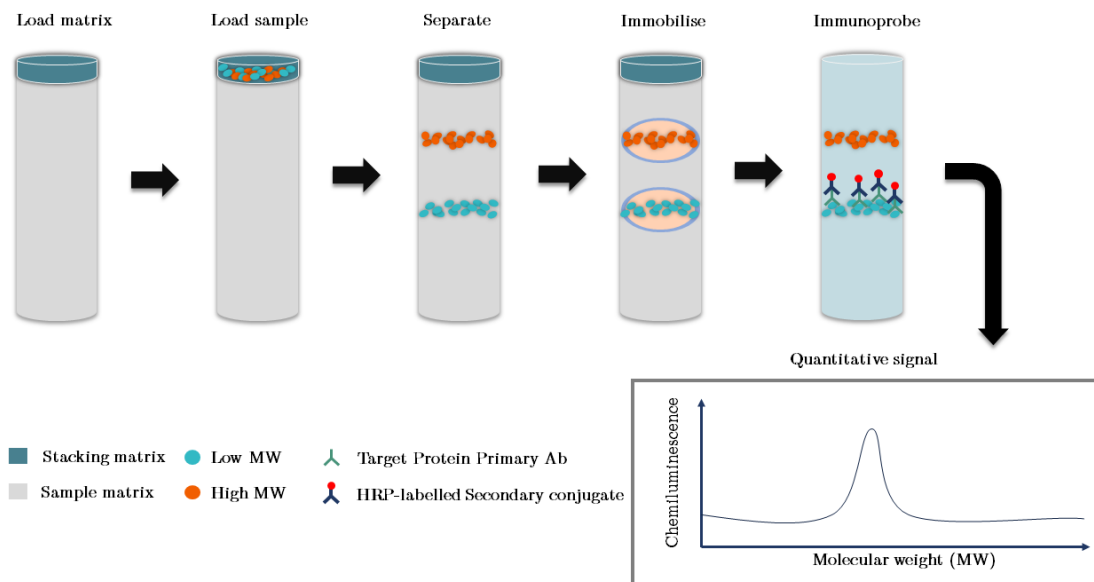 Load matrix
Load sample
Separate
Immobilise
Immunoprobe
Quantitative signal
Chemiluminescence
Molecular weight (MW)
Stacking matrix
Low MW
Target Protein Primary Ab
Sample matrix
High MW
HRP-labelled Secondary conjugate